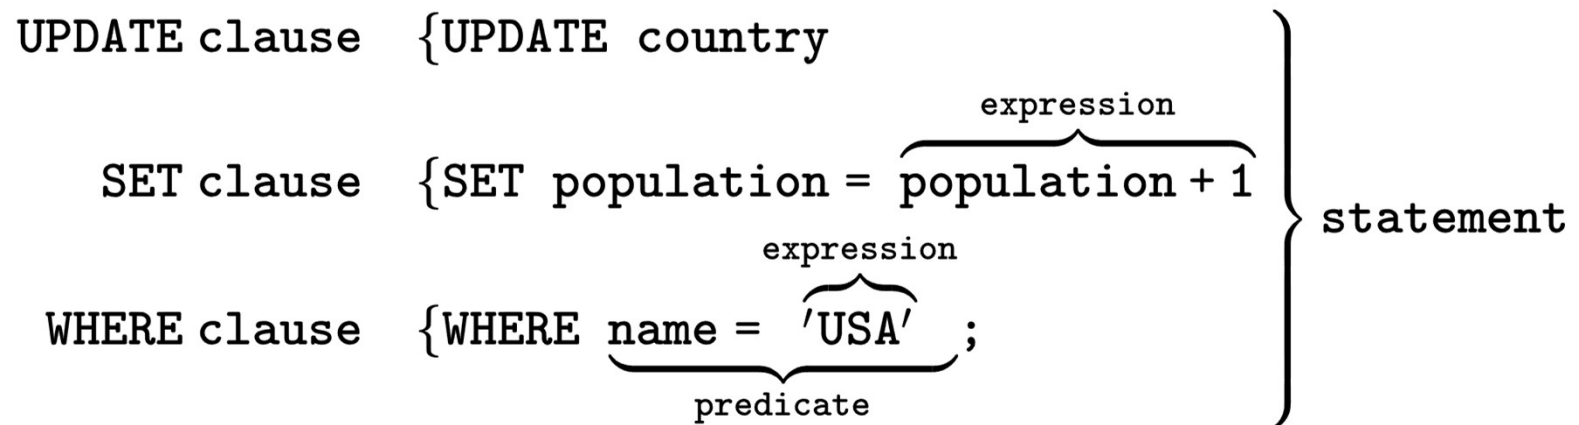 UPDATE clause {UPDATE country
expression
SET clause {SET population = population + 1
statement
expression
WHERE clause {WHERE name = 'USA' ;
predicate